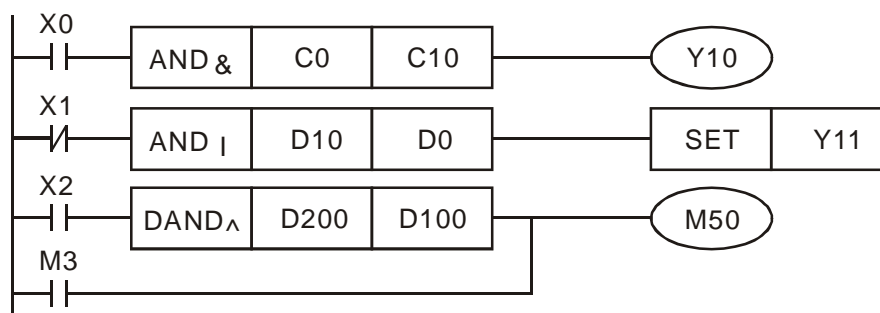 X0
AND & C0 C10 Y10
X1
AND | D10 D0 SET Y11
X2
DAND^ D200 D100 M50
M3